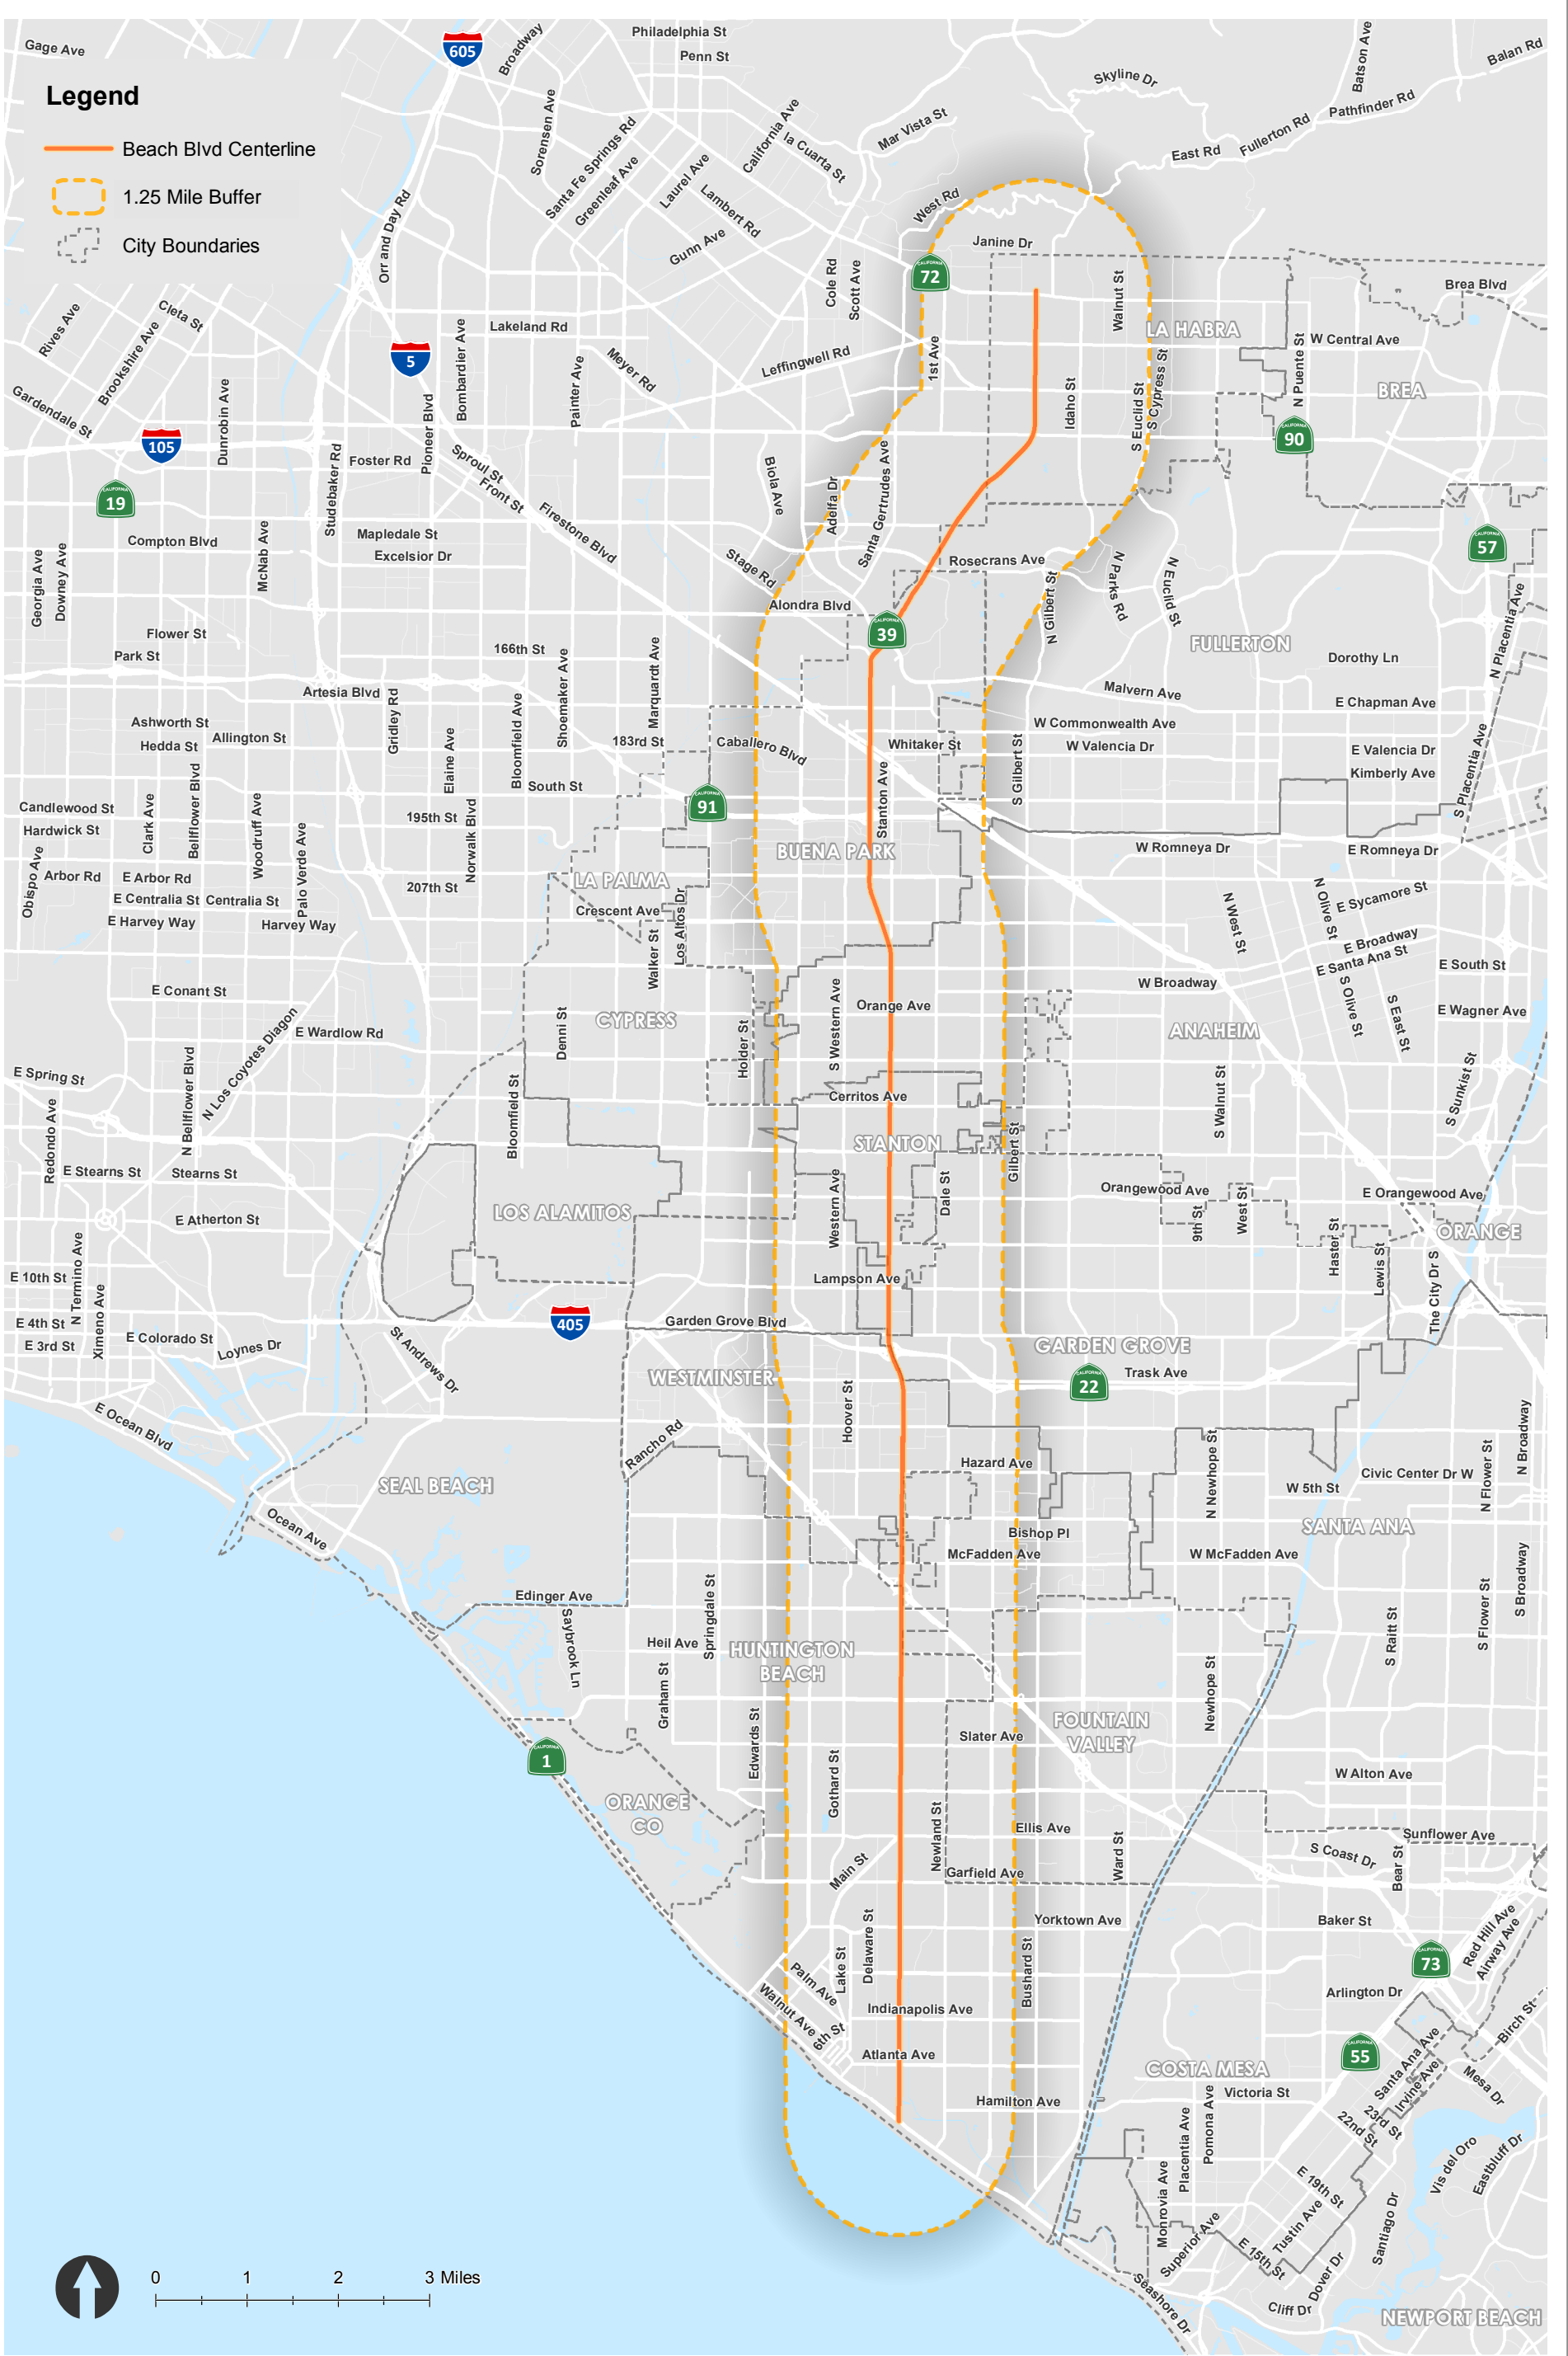 Gage Ave
605
Broadway
Philadelphia St
Penn St
Batson Ave
Balan Rd
Legend
Beach Blvd Centerline
1.25 Mile Buffer
City Boundaries
Skyline Dr
Pathfinder Rd
Fullerton Rd
East Rd
Sorensen Ave
Santa Fe Springs Rd
Greenleaf Ave
Laurel Ave
California Ave
la Cuarta St
Mar Vista St
Lambert Rd
Gunn Ave
Orr and Day Rd
West Rd
Janine Dr
CALIFORNIA
72
Cole Rd
Scott Ave
Walnut St
LA HABRA
Brea Blvd
W Central Ave
N Puente St
BREA
Rives Ave
Cleta St
Brookshire Ave
Gardendale St
5
Bombardier Ave
Lakeland Rd
Meyer Rd
Painter Ave
Leffingwell Rd
1st Ave
Idaho St
S Euclid St
S Cypress St
CALIFORNIA
90
105
Dunrobin Ave
Pioneer Blvd
Studebaker Rd
Foster Rd
Sproul St
Front St
Firestone Blvd
Biola Ave
Adelfa Dr
Santa Gertrudes Ave
CALIFORNIA
19
Compton Blvd
McNab Ave
Mapledale St
Excelsior Dr
Georgia Ave
Downey Ave
Stage Rd
Rosecrans Ave
N Gilbert St
N Parks Rd
N Euclid St
CALIFORNIA
57
N Placentia Ave
Alondra Blvd
CALIFORNIA
39
FULLERTON
Flower St
Park St
166th St
Shoemaker Ave
Marquardt Ave
Dorothy Ln
Artesia Blvd
Gridley Rd
Malvern Ave
E Chapman Ave
Ashworth St
Hedda St
Allington St
Elaine Ave
Bloomfield Ave
183rd St
Caballero Blvd
Whitaker St
W Commonwealth Ave
W Valencia Dr
E Valencia Dr
Kimberly Ave
S Gilbert St
S Placentia Ave
Stanton Ave
South St
CALIFORNIA
91
Candlewood St
Hardwick St
Clark Ave
Bellflower Blvd
Woodruff Ave
Palo Verde Ave
195th St
Norwalk Blvd
BUENA PARK
W Romneya Dr
E Romneya Dr
Obispo Ave
Arbor Rd
E Arbor Rd
E Centralia St
Centralia St
E Harvey Way
Harvey Way
207th St
LA PALMA
Crescent Ave
Walker St
Los Altos Dr
N West St
N Olive St
E Sycamore St
E Broadway
E Santa Ana St
E South St
E Conant St
N Los Coyotes Diagon
E Wardlow Rd
Denni St
CYPRESS
Holder St
S Western Ave
Orange Ave
W Broadway
ANAHEIM
S Olive St
S East St
E Wagner Ave
E Spring St
Redondo Ave
N Bellflower Blvd
Bloomfield St
Cerritos Ave
STANTON
Gilbert St
S Walnut St
S Sunkist St
E Stearns St
Stearns St
E Atherton St
LOS ALAMITOS
Western Ave
Dale St
Orangewood Ave
9th St
West St
E Orangewood Ave
ORANGE
Haster St
Lewis St
The City Dr S
E 10th St
N Termino Ave
Ximeno Ave
E 4th St
E 3rd St
E Colorado St
Loynes Dr
St Andrews Dr
405
Lampson Ave
Garden Grove Blvd
GARDEN GROVE
Trask Ave
CALIFORNIA
22
WESTMINSTER
Hoover St
E Ocean Blvd
Rancho Rd
SEAL BEACH
Ocean Ave
Hazard Ave
N Newhope St
W 5th St
Civic Center Dr W
N Flower St
N Broadway
SANTA ANA
Bishop Pl
McFadden Ave
W McFadden Ave
Edinger Ave
Saybrook Ln
Springdale St
Heil Ave
Graham St
HUNTINGTON
BEACH
S Raitt St
S Flower St
S Broadway
Newhope St
CALIFORNIA
1
Edwards St
Gothard St
Slater Ave
FOUNTAIN
VALLEY
W Alton Ave
ORANGE
CO
Newland St
Ellis Ave
Ward St
Sunflower Ave
S Coast Dr
Bear St
Main St
Garfield Ave
Yorktown Ave
Baker St
Red Hill Ave
Airway Ave
CALIFORNIA
73
Lake St
Delaware St
Palm Ave
Walnut Ave
6th St
Bushard St
Indianapolis Ave
Arlington Dr
Birch St
Atlanta Ave
CALIFORNIA
55
COSTA MESA
Santa Ana Ave
Irvine Ave
Mesa Dr
Hamilton Ave
Victoria St
Placentia Ave
Pomona Ave
23rd St
22nd St
Vis del Oro
Eastbluff Dr
Monrovia Ave
Superior Ave
E 19th St
Tustin Ave
Santiago Dr
E 15th St
Dover Dr
Cliff Dr
Seashore Dr
NEWPORT BEACH
0 1 2 3 Miles